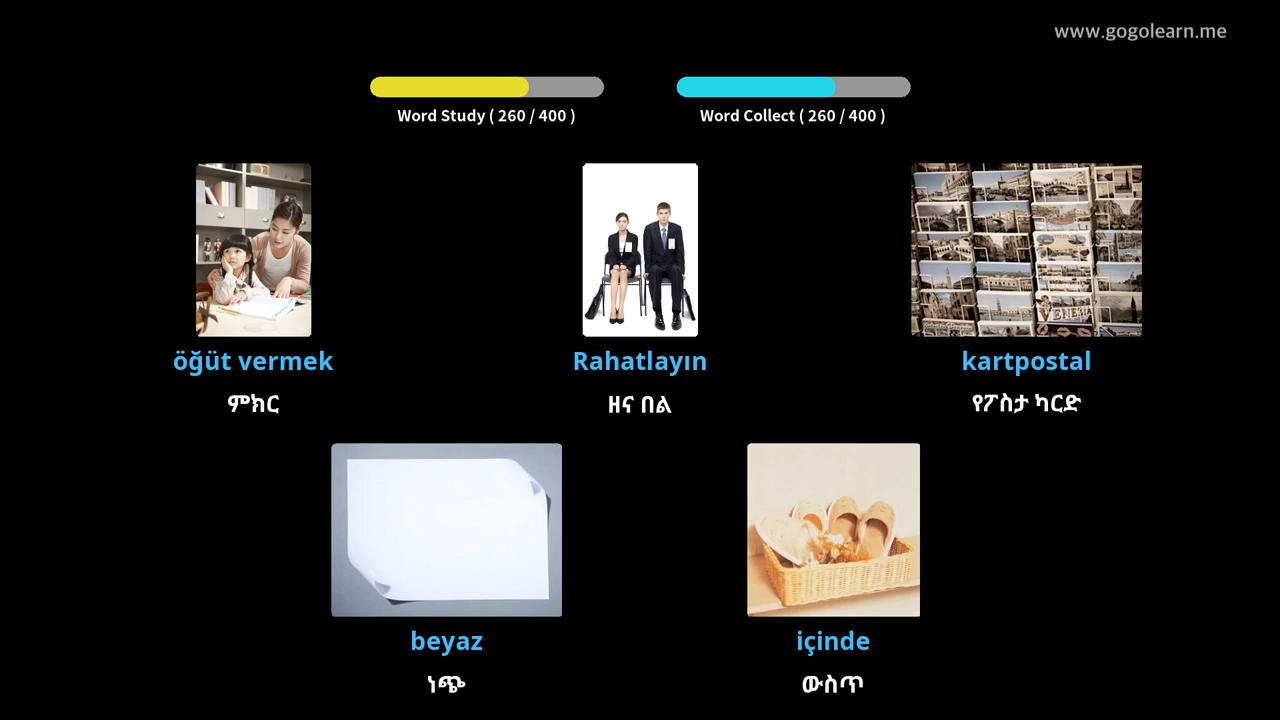 www.gogolearn.me
Word Study ( 260 / 400 )
Word Collect ( 260 / 400 )
VENEZIA
öğüt vermek
Rahatlayın
kartpostal
ምክር
ዘና በል
የፖስታ ካርድ
beyaz
içinde
ነጭ
ውስጥ